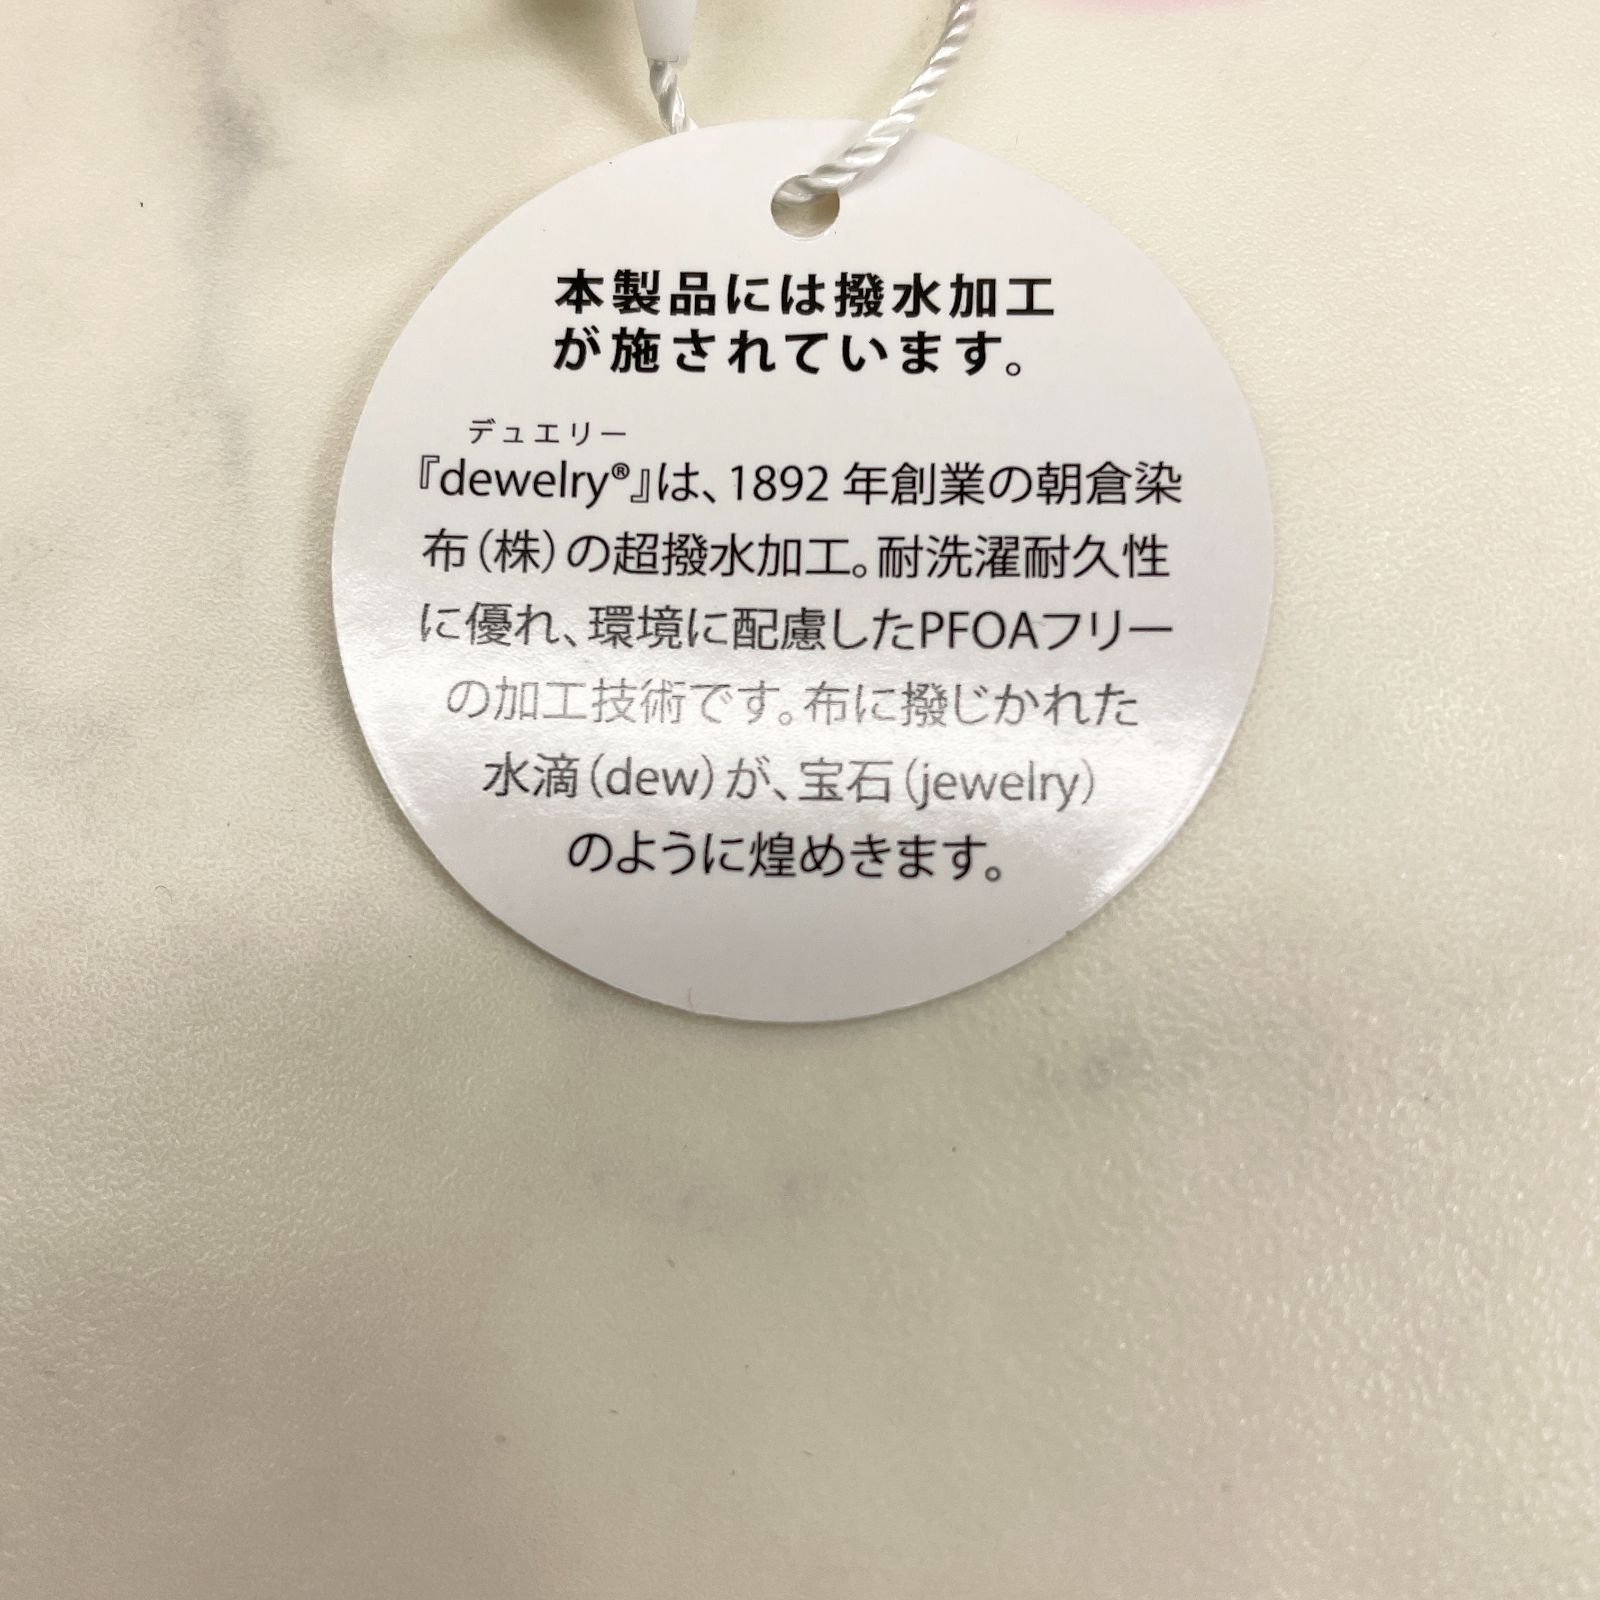 本製品には撥水加工
が施されています。
デュエリー
『dewelry®』は、1892 年創業の朝倉染
布（株）の超撥水加工。耐洗濯耐久性
に優れ、環境に配慮したPFOAフリー
の加工技術です。布に撥じかれた
水滴（dew）が、宝石（jewelry）
のように煌めきます。